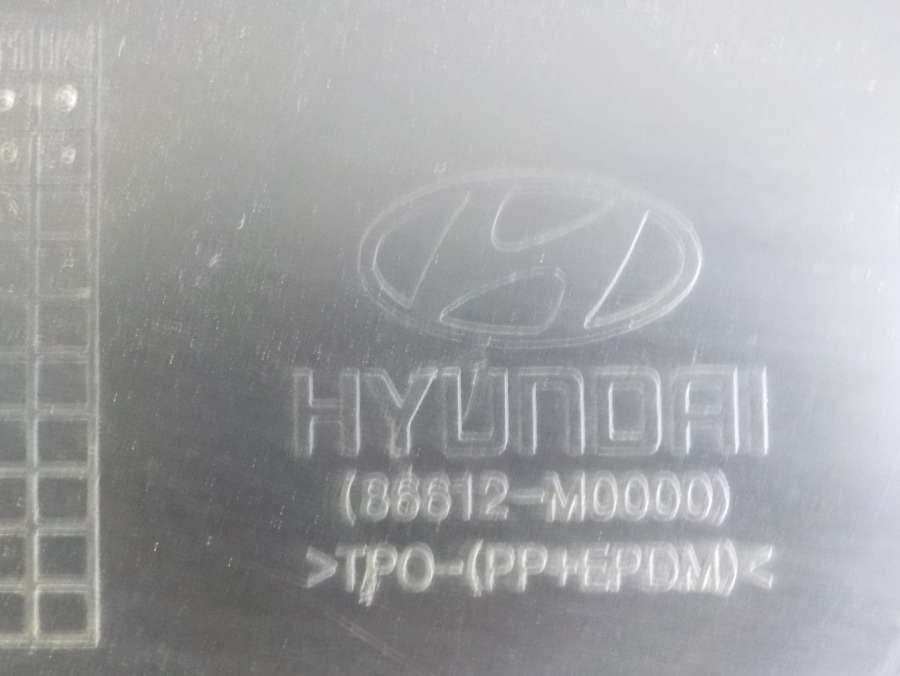 HYUNDAI
(86612-M0000)
>TPO-(PP+EPDM)<